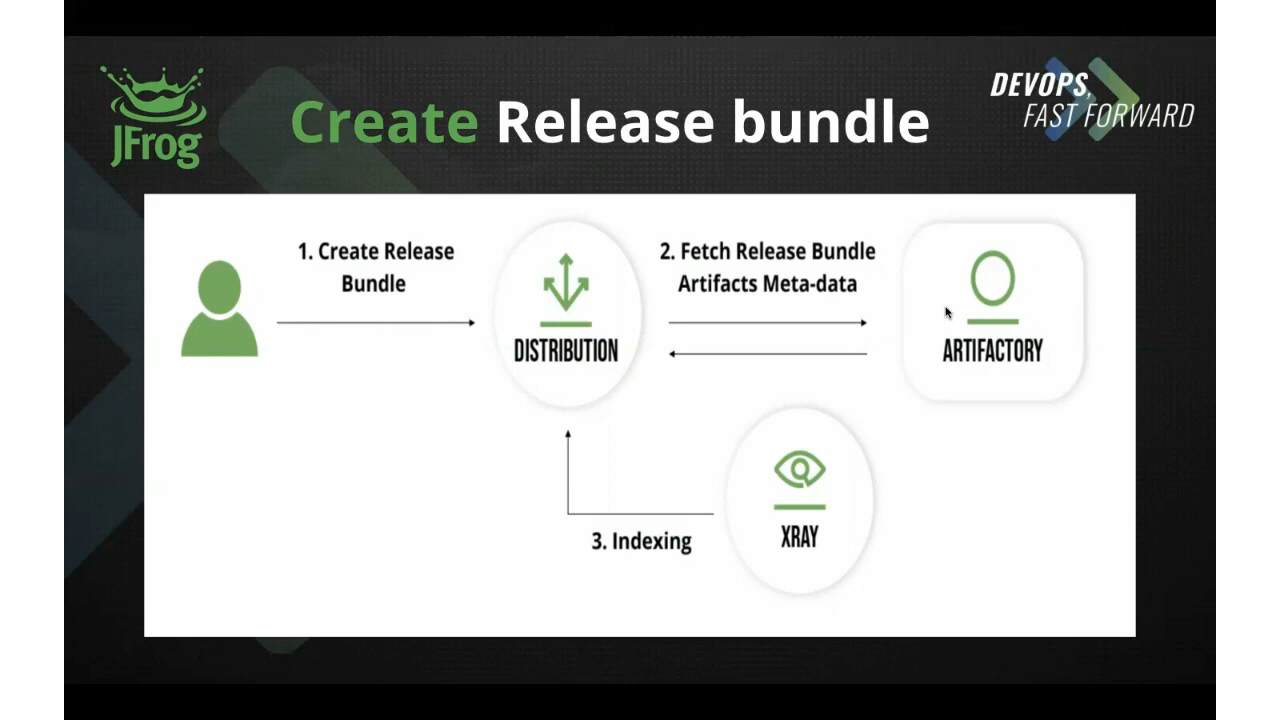 JFrog
Create Release bundle
DEVOPS,
FAST FORWARD
1. Create Release
Bundle
DISTRIBUTION
2. Fetch Release Bundle
Artifacts Meta-data
ARTIFACTORY
3. Indexing
XRAY